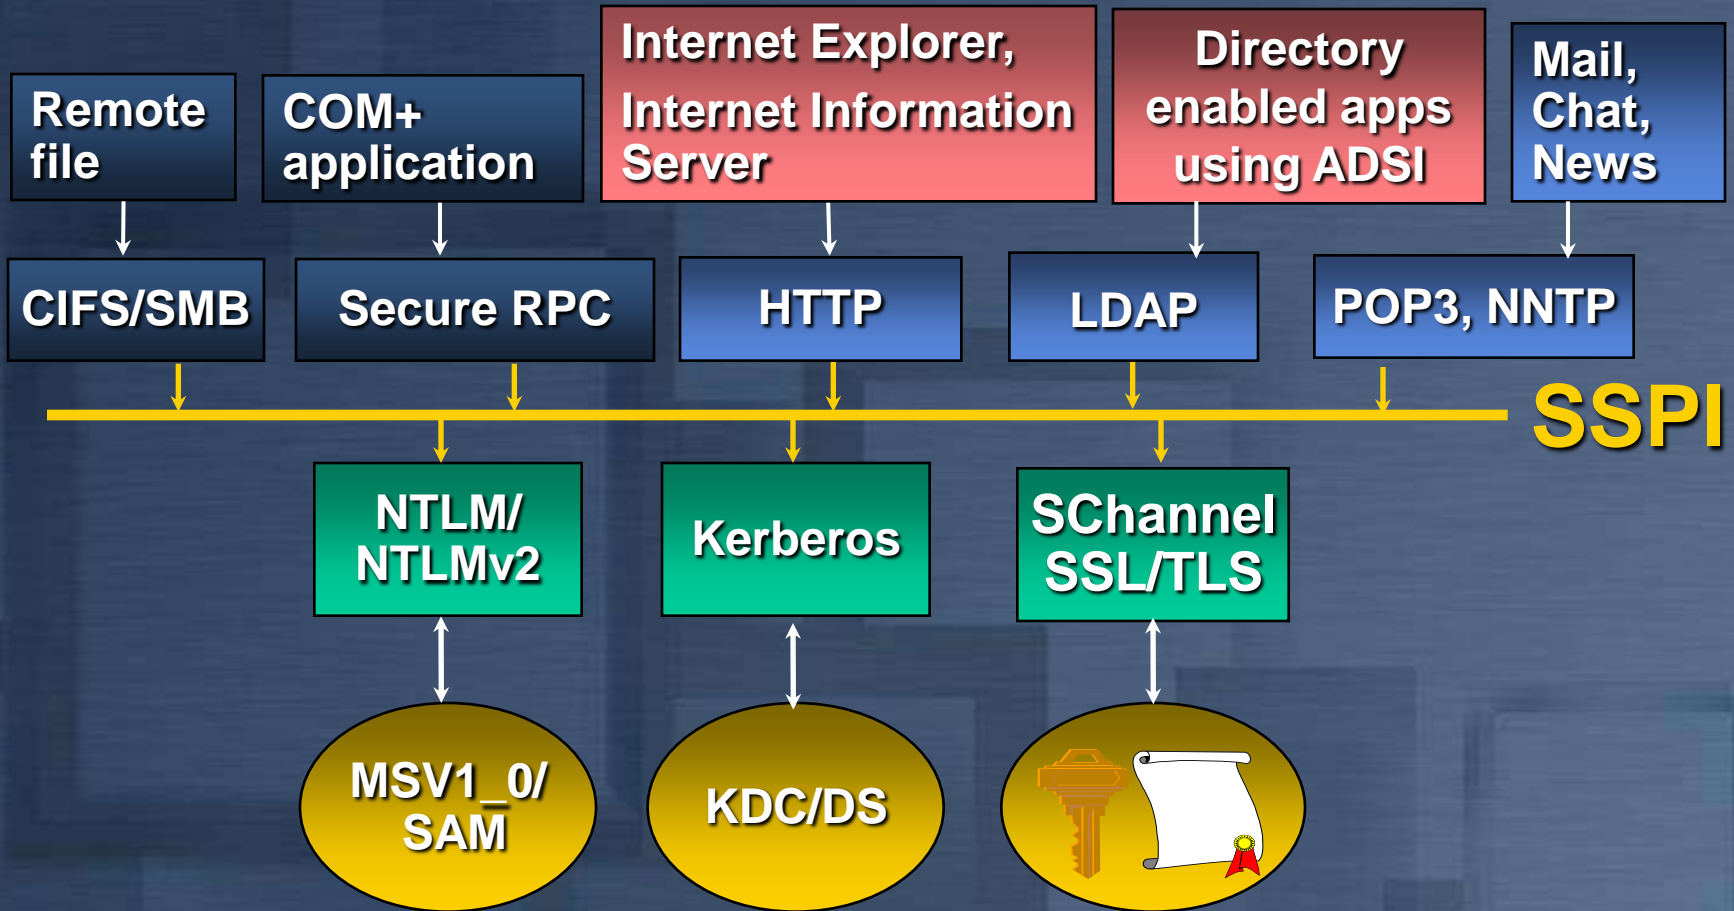 Remote
file
COM+
application
Internet Explorer,
Internet Information
Server
Directory
enabled apps
using ADSI
Mail,
Chat,
News
CIFS/SMB
Secure RPC
HTTP
LDAP
POP3, NNTP
SSPI
NTLM/
NTLMv2
Kerberos
SChannel
SSL/TLS
MSV1_0/
SAM
KDC/DS